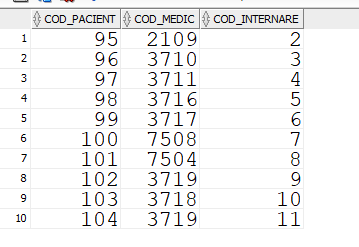 COD_PACIENT COD_MEDIC COD_INTERNARE
1 95 2109 2
2 96 3710 3
3 97 3711 4
4 98 3716 5
5 99 3717 6
6 100 7508 7
7 101 7504 8
8 102 3719 9
9 103 3718 10
10 104 3719 11